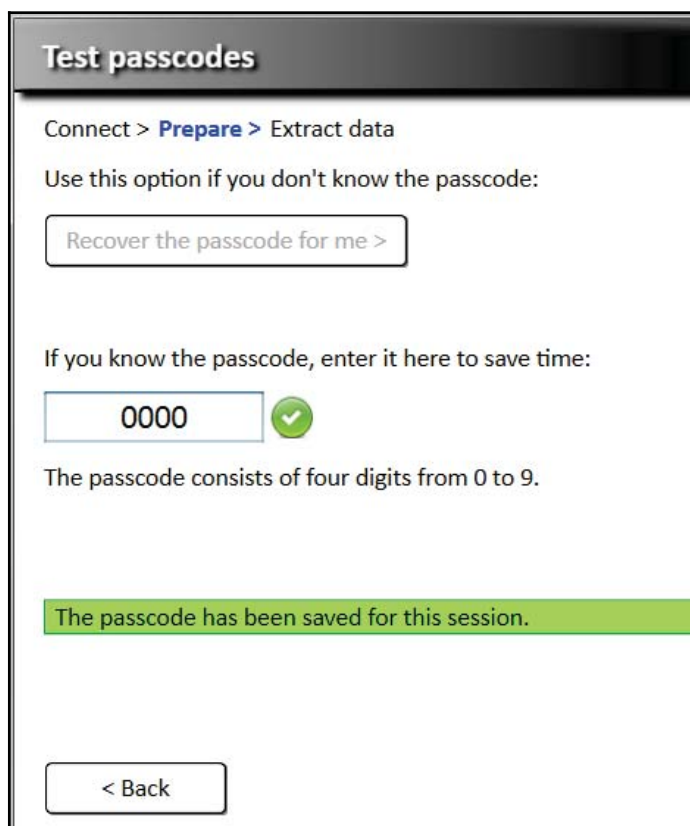 Test passcodes
Connect > Prepare > Extract data
Use this option if you don't know the passcode:
Recover the passcode for me >
If you know the passcode, enter it here to save time:
0000
The passcode consists of four digits from 0 to 9.
The passcode has been saved for this session.
< Back